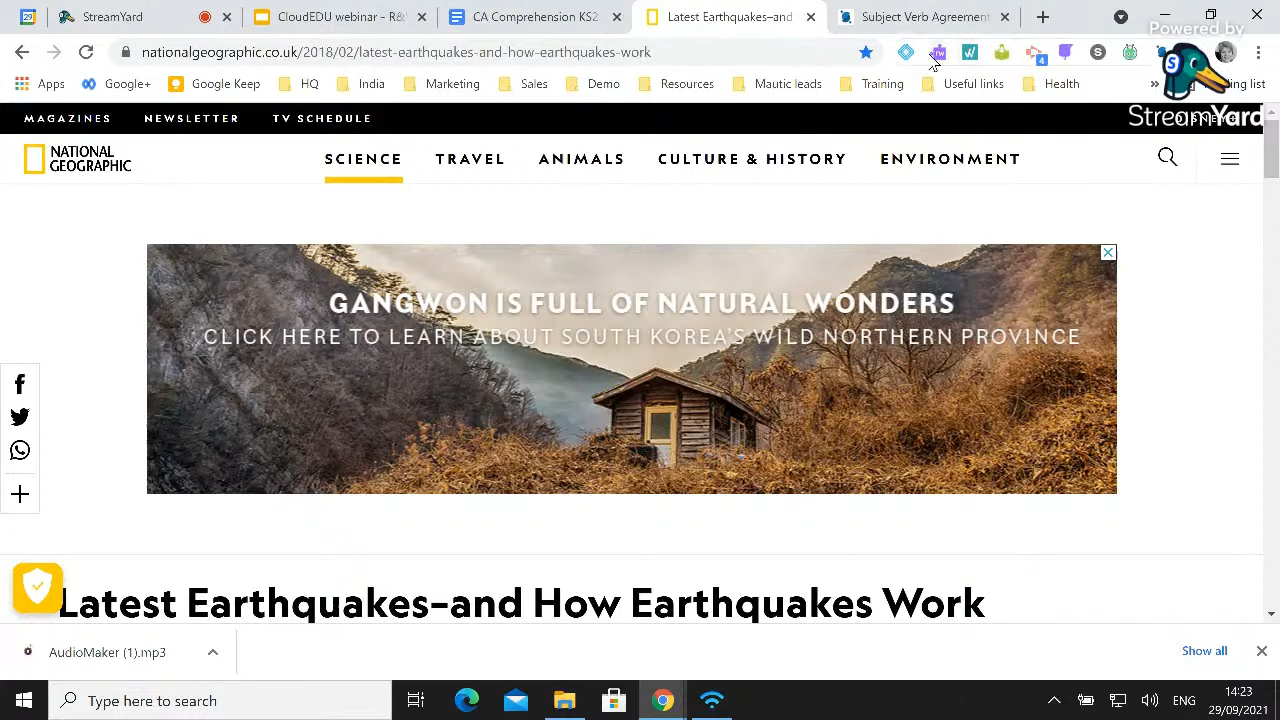 StreamYard
CloudEDU webinar - R&
CA Comprehension KS2
Latest Earthquakes–and
Subject Verb Agreement
Powered by
nationalgeographic.co.uk/2018/02/latest-earthquakes-and-how-earthquakes-work
rw
4
Apps
Google+
Google Keep
HQ
India
Market
Sales
Demo
Resources
Mautic leads
Training
Useful links
Health
»
StreamYard
MAGAZINES
NEWSLETTER
TV SCHEDULE
NATIONAL
GEOGRAPHIC
SCIENCE
TRAVEL
ANIMALS
CULTURE & HISTORY
ENVIRONMENT
GANGWON IS FULL OF NATURAL WONDERS
CLICK HERE TO LEARN ABOUT SOUTH KOREA'S WILD NORTHERN PROVINCE
Latest Earthquakes–and How Earthquakes Work
AudioMaker (1).mp3
Show all
Type here to search
ENG
14:23
29/09/2021